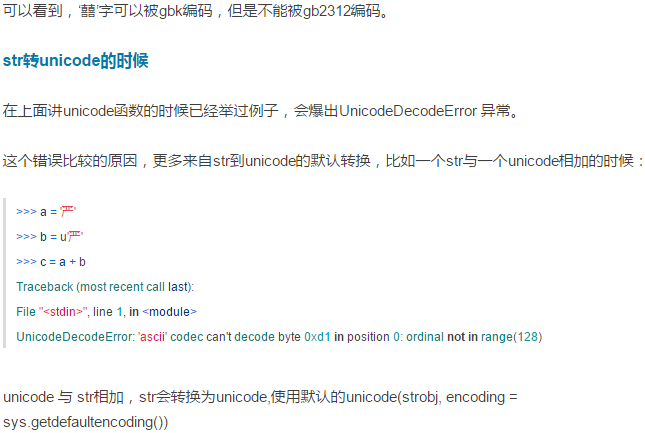 可以看到，‘囍’字可以被gbk编码，但是不能被gb2312编码。
str转unicode的时候
在上面讲unicode函数的时候已经举过例子，会爆出UnicodeDecodeError 异常。
这个错误比较的原因，更多来自str到unicode的默认转换，比如一个str与一个unicode相加的时候：
>>> a = '严'
>>> b = u'严'
>>> c = a + b
Traceback (most recent call last):
File "<stdin>", line 1, in <module>
UnicodeDecodeError: 'ascii' codec can't decode byte 0xd1 in position 0: ordinal not in range(128)
unicode 与 str相加，str会转换为unicode,使用默认的unicode(strobj, encoding =
sys.getdefaultencoding())